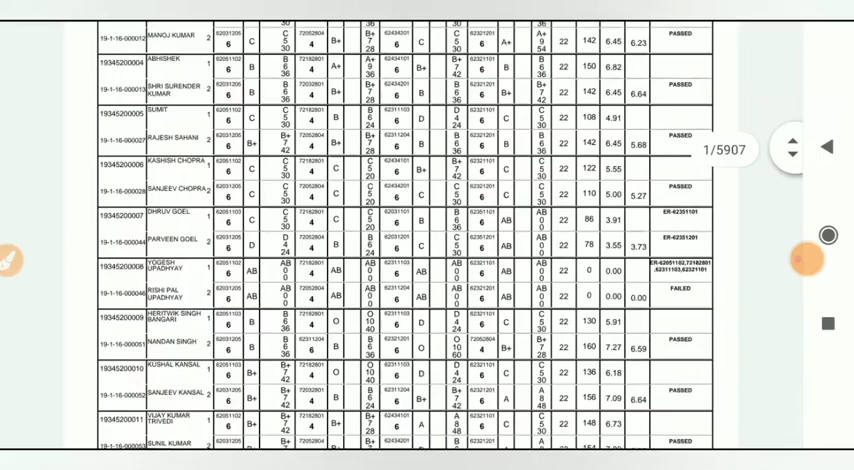 30 36 30 36
19-1-16-000012 MANOJ KUMAR 2 62031205 6 C C 5 30 72052804 4 B+ B+ 7 28 62434201 6 C C 5 30 62321201 6 A+ A+ 9 54 22 142 6.45 6.23 PASSED
19345200004 ABHISHEK 1 62051102 6 B B 6 36 72182801 4 A+ A+ 9 36 62434101 6 B+ B+ 7 42 62321101 6 B B 6 36 22 150 6.82
19-1-16-000013 SHRI SURENDER KUMAR 2 62031205 6 B B 6 36 72032801 4 B+ B+ 7 28 62434201 6 B B 6 36 62321201 6 B+ B+ 7 42 22 142 6.45 6.64 PASSED
19345200005 SUMIT 1 62051102 6 C C 5 30 72182801 4 B B 6 24 62311103 6 D D 4 24 62321101 6 C C 5 30 22 108 4.91
19-1-16-000027 RAJESH SAHANI 2 62031205 6 B+ B+ 7 42 72052804 4 B+ B+ 7 28 62311204 6 B B 6 36 62321201 6 B B 6 36 22 142 6.45 5.68 PASSED
19345200006 KASHISH CHOPRA 1 62051103 6 C C 5 30 72182801 4 C C 5 20 62434101 6 B+ B+ 7 42 62321101 6 C C 5 30 22 122 5.55
19-1-16-000028 SANJEEV CHOPRA 2 62031205 6 C C 5 30 72052804 4 C C 5 20 62434201 6 C C 5 30 62321201 6 C C 5 30 22 110 5.00 5.27 PASSED
19345200007 DHRUV GOEL 1 62051103 6 C C 5 30 72182801 4 C C 5 20 62031101 6 B B 6 36 62351101 6 AB AB 0 0 22 86 3.91 ER-62351101
19-1-16-000044 PARVEEN GOEL 2 62031205 6 D D 4 24 72052804 4 B B 6 24 62031201 6 C C 5 30 62351201 6 AB AB 0 0 22 78 3.55 3.73 ER-62351201
19345200008 YOGESH UPADHYAY 1 62051102 6 AB AB 0 0 72182801 4 AB AB 0 0 62311103 6 AB AB 0 0 62321101 6 AB AB 0 0 22 0 0.00 ER-62051102,72182801 ,62311103,62321101
19-1-16-000046 RISHI PAL UPADHYAY 2 62031205 6 AB AB 0 0 72052804 4 AB AB 0 0 62311204 6 AB AB 0 0 62321201 6 AB AB 0 0 22 0 0.00 0.00 FAILED
19345200009 HERITWIK SINGH BANGARI 1 62051103 6 B B 6 36 72182801 4 O O 10 40 62311103 6 D D 4 24 62321101 6 C C 5 30 22 130 5.91
19-1-16-000051 NANDAN SINGH 2 62031205 6 B B 6 36 62311204 6 B B 6 36 62031201 6 O O 10 60 72052804 4 B+ B+ 7 28 22 160 7.27 6.59 PASSED
19345200010 KUSHAL KANSAL 1 62051103 6 B+ B+ 7 42 72182801 4 O O 10 40 62311103 6 D D 4 24 62321101 6 C C 5 30 22 136 6.18
19-1-16-000052 SANJEEV KANSAL 2 62031205 6 B+ B+ 7 42 72032801 4 B B 6 24 62311204 6 B+ B+ 7 42 62321201 6 A A 8 48 22 156 7.09 6.64 PASSED
19345200011 VIJAY KUMAR TRIVEDI 1 62051102 6 B+ B+ 7 42 72182801 4 B+ B+ 7 28 62434101 6 A A 8 48 62321101 6 C C 5 30 22 148 6.73
19-1-16-000053 SUNIL KUMAR 2 62031205 B+ 72052804 B+ 62434201 B 62321201 A PASSED
1/5907